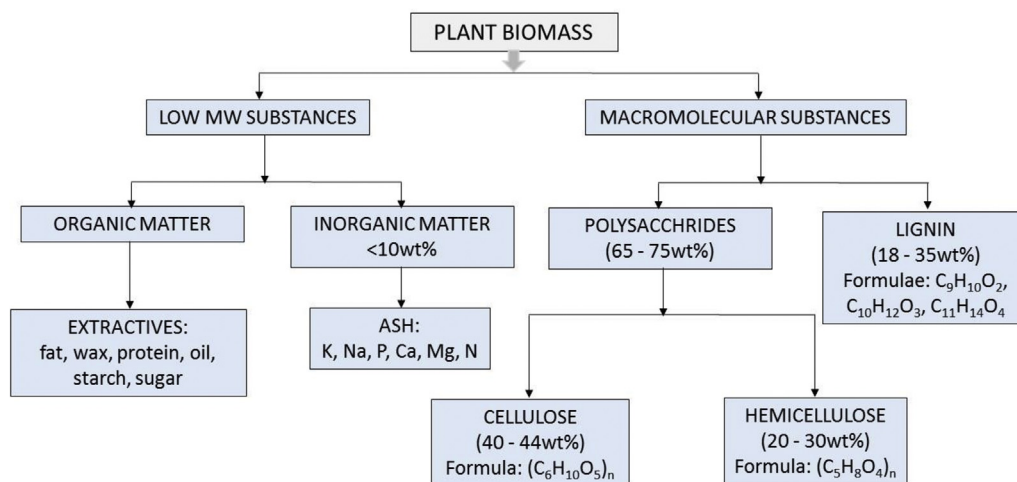 PLANT BIOMASS
LOW MW SUBSTANCES
MACROMOLECULAR SUBSTANCES
ORGANIC MATTER
INORGANIC MATTER
<10wt%
POLYSACCHRIDES
(65 - 75wt%)
LIGNIN
(18 - 35wt%)
Formulae: C₉H₁₀O₂,
C₁₀H₁₂O₃, C₁₁H₁₄O₄
EXTRACTIVES:
fat, wax, protein, oil,
starch, sugar
ASH:
K, Na, P, Ca, Mg, N
CELLULOSE
(40 - 44wt%)
Formula: (C₆H₁₀O₅)ₙ
HEMICELLULOSE
(20 - 30wt%)
Formula: (C₅H₈O₄)ₙ